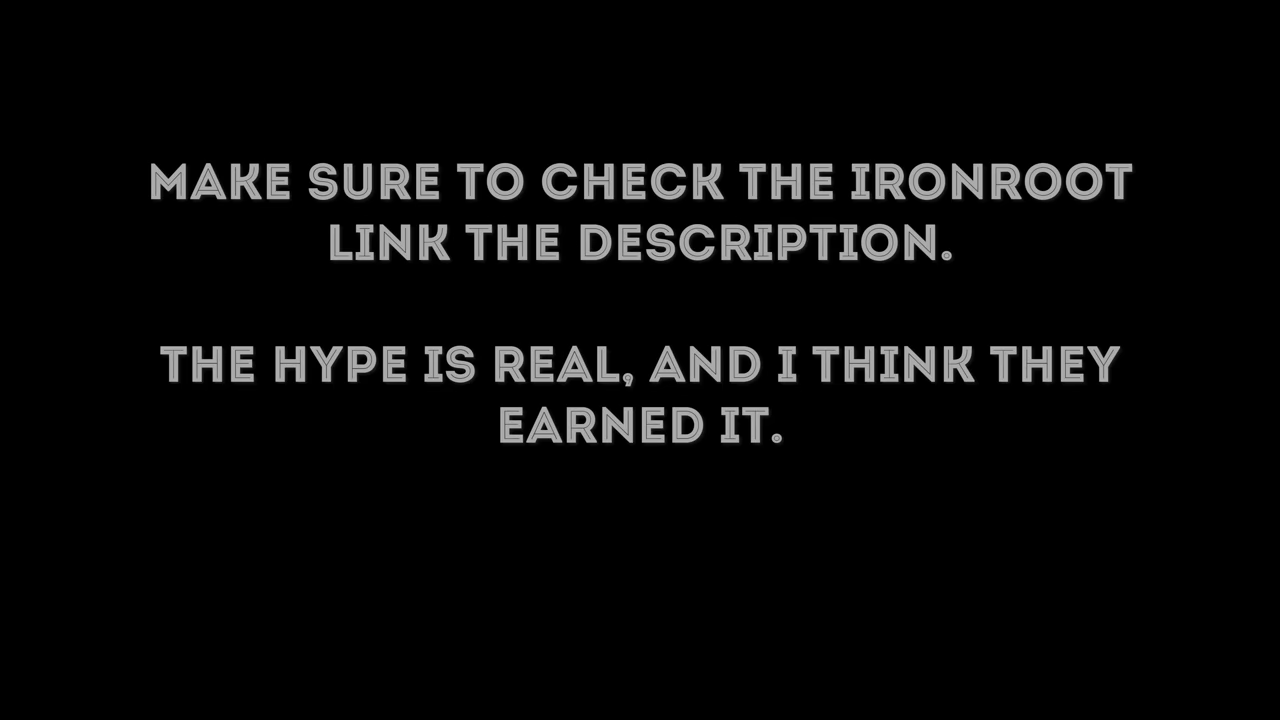 MAKE SURE TO CHECK THE IRONROOT
LINK THE DESCRIPTION.
THE HYPE IS REAL, AND I THINK THEY
EARNED IT.